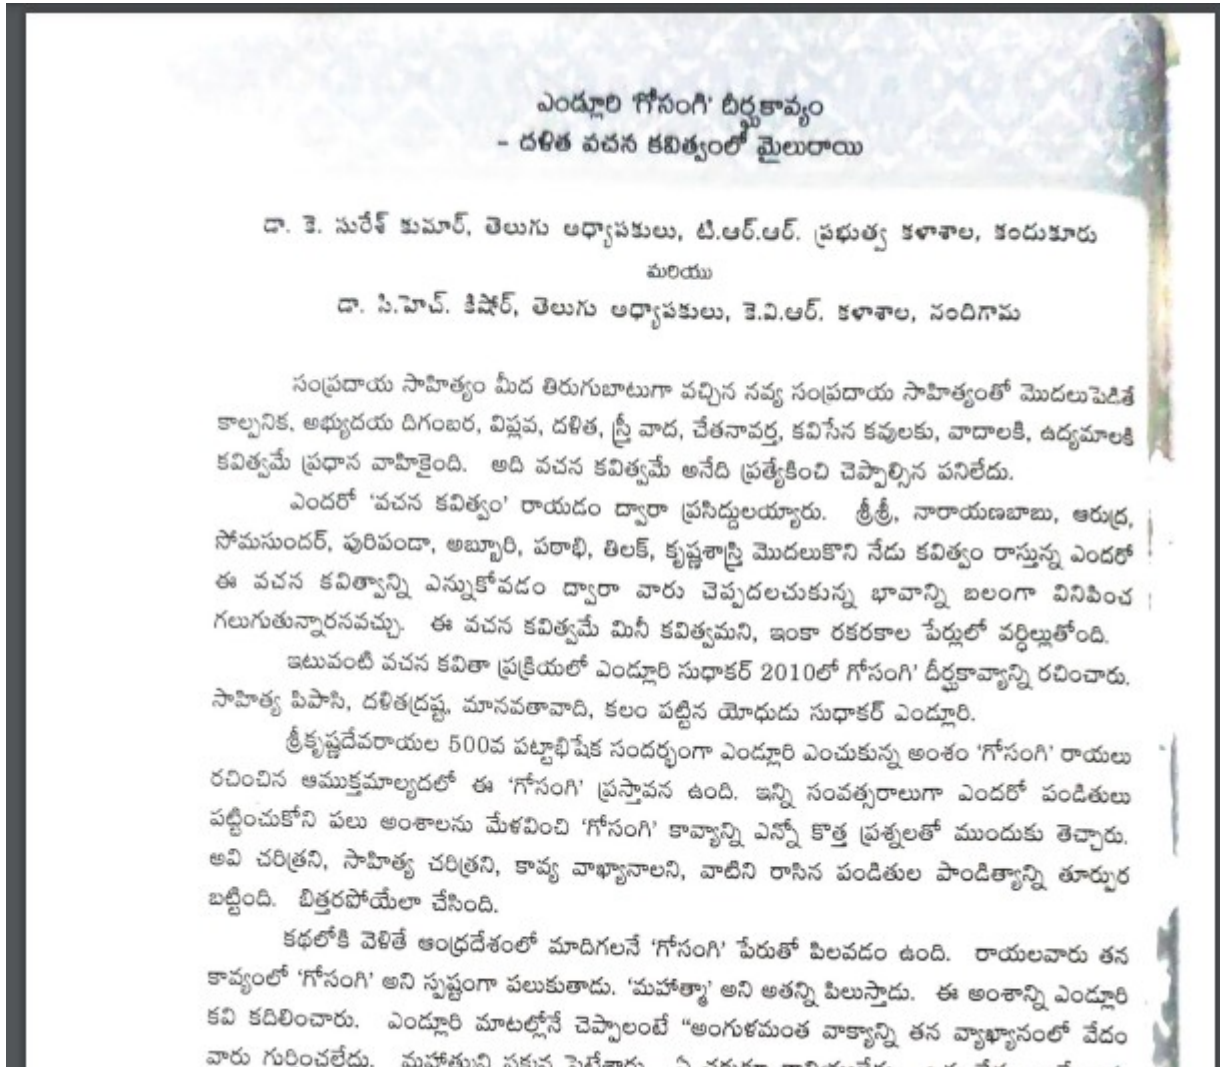 ఎండ్లూరి 'గోసంగి' దీర్ఘకావ్యం
- దళిత వచన కవిత్వంలో మైలురాయి
డా. కె. సురేశ్ కుమార్, తెలుగు అధ్యాపకులు, టి.ఆర్.ఆర్. ప్రభుత్వ కళాశాల, కందుకూరు
మరియు
డా. సి.హెచ్. కిషోర్, తెలుగు అధ్యాపకులు, కె.వి.ఆర్. కళాశాల, నందిగామ
సంప్రదాయ సాహిత్యం మీద తిరుగుబాటుగా వచ్చిన నవ్య సంప్రదాయ సాహిత్యంతో మొదలుపెడితే
కాల్పనిక, అభ్యుదయ దిగంబర, విప్లవ, దళిత, స్త్రీ వాద, చేతనావర్త, కవిసేన కవులకు, వాదాలకి, ఉద్యమాలకి
కవిత్వమే ప్రధాన వాహికైంది. అది వచన కవిత్వమే అనేది ప్రత్యేకించి చెప్పాల్సిన పనిలేదు.
ఎందరో 'వచన కవిత్వం' రాయడం ద్వారా ప్రసిద్దులయ్యారు. శ్రీశ్రీ, నారాయణబాబు, ఆరుద్ర,
సోమసుందర్, పురిపండా, అబ్బూరి, పఠాభి, తిలక్, కృష్ణశాస్త్రి మొదలుకొని నేడు కవిత్వం రాస్తున్న ఎందరో
ఈ వచన కవిత్వాన్ని ఎన్నుకోవడం ద్వారా వారు చెప్పదలచుకున్న భావాన్ని బలంగా వినిపించ
గలుగుతున్నారనవచ్చు. ఈ వచన కవిత్వమే మినీ కవిత్వమని, ఇంకా రకరకాల పేర్లులో వర్ధిల్లుతోంది.
ఇటువంటి వచన కవితా ప్రక్రియలో ఎండ్లూరి సుధాకర్ 2010లో గోసంగి' దీర్ఘకావ్యాన్ని రచించారు.
సాహిత్య పిపాసి, దళితద్రష్ట, మానవతావాది, కలం పట్టిన యోధుడు సుధాకర్ ఎండ్లూరి.
శ్రీకృష్ణదేవరాయల 500వ పట్టాభిషేక సందర్భంగా ఎండ్లూరి ఎంచుకున్న అంశం 'గోసంగి' రాయలు
రచించిన ఆముక్తమాల్యదలో ఈ 'గోసంగి' ప్రస్తావన ఉంది. ఇన్ని సంవత్సరాలుగా ఎందరో పండితులు
పట్టించుకోని పలు అంశాలను మేళవించి 'గోసంగి' కావ్యాన్ని ఎన్నో కొత్త ప్రశ్నలతో ముందుకు తెచ్చారు.
అవి చరిత్రని, సాహిత్య చరిత్రని, కావ్య వాఖ్యానాలని, వాటిని రాసిన పండితుల పాండిత్యాన్ని తూర్పుర
బట్టింది. బిత్తరపోయేలా చేసింది.
కథలోకి వెళితే ఆంధ్రదేశంలో మాదిగలనే 'గోసంగి' పేరుతో పిలవడం ఉంది. రాయలవారు తన
కావ్యంలో 'గోసంగి' అని స్పష్టంగా పలుకుతాడు. 'మహాత్మా' అని అతన్ని పిలుస్తాడు. ఈ అంశాన్ని ఎండ్లూరి
కవి కదిలించారు. ఎండ్లూరి మాటల్లోనే చెప్పాలంటే "అంగుళమంత వాక్యాన్ని తన వ్యాఖ్యానంలో వేదం
వారు గుర్తించలేదు.